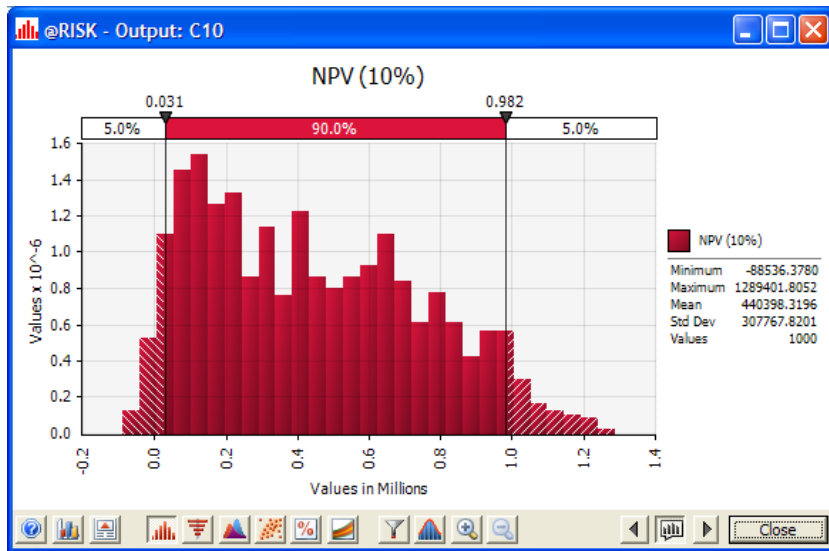 @RISK - Output: C10
NPV (10%)
0.031 0.982
5.0% 90.0% 5.0%
1.6
1.4
1.2
1.0
0.8
0.6
0.4
0.2
0.0
Values x 10^-6
-0.2 0.0 0.2 0.4 0.6 0.8 1.0 1.2 1.4
Values in Millions
NPV (10%)
Minimum -88536.3780
Maximum 1289401.8052
Mean 440398.3196
Std Dev 307767.8201
Values 1000
Close